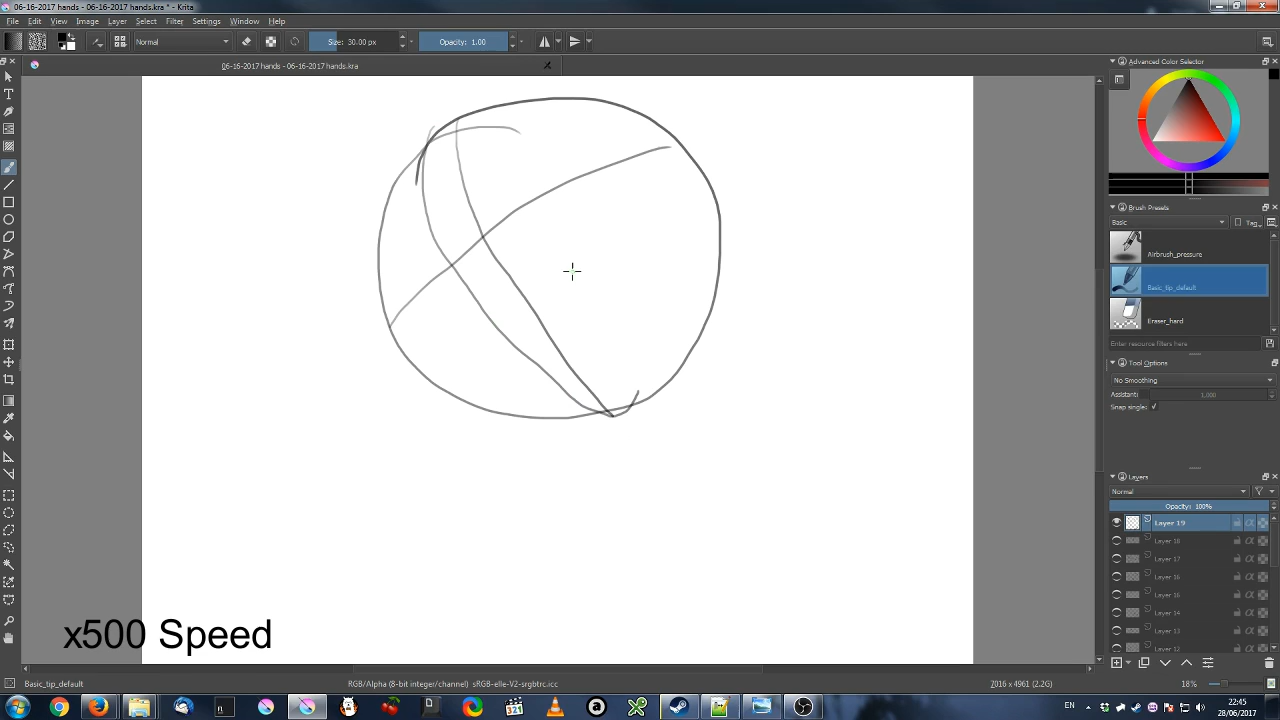 06-16-2017 hands - 06-16-2017 hands.kra * - Krita
File Edit View Image Layer Select Filter Settings Window Help
Normal Size: 30.00 px Opacity: 1.00
06-16-2017 hands - 06-16-2017 hands.kra
Advanced Color Selector
Brush Presets
Basic Tag
Airbrush_pressure
Basic_tip_default
Eraser_hard
Enter resource filters here
Tool Options
No Smoothing
Assistant: 1,000
Snap single:
Layers
Normal
Opacity: 100%
Layer 19
Layer 18
Layer 17
Layer 16
Layer 14
Layer 13
Layer 12
x500 Speed
Basic_tip_default RGB/Alpha (8-bit integer/channel) sRGB-elle-V2-srgbtrc.icc 7016 x 4961 (2.2G) 18%
EN 22:45
28/06/2017